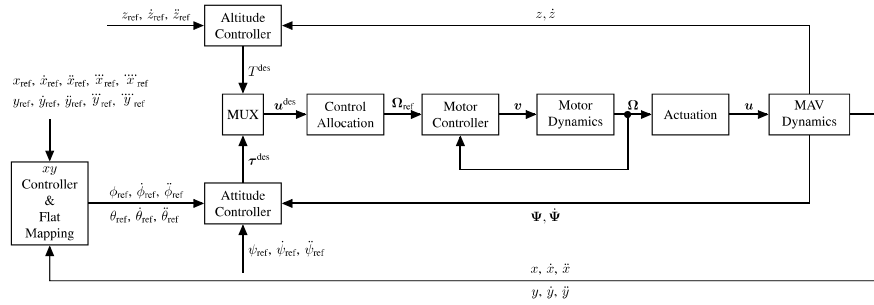 z_ref, ż_ref, z̈_ref
Altitude
Controller
z, ż
T^des
x_ref, ẋ_ref, ẍ_ref, x⃛_ref, x⃜_ref
y_ref, ẏ_ref, ÿ_ref, y⃛_ref, y⃜_ref
MUX
u^des
Control
Allocation
Ω_ref
Motor
Controller
v
Motor
Dynamics
Ω
Actuation
u
MAV
Dynamics
τ^des
xy
Controller
&
Flat
Mapping
ϕ_ref, ϕ̇_ref, ϕ̈_ref
θ_ref, θ̇_ref, θ̈_ref
Attitude
Controller
Ψ, Ψ̇
ψ_ref, ψ̇_ref, ψ̈_ref
x, ẋ, ẍ
y, ẏ, ÿ